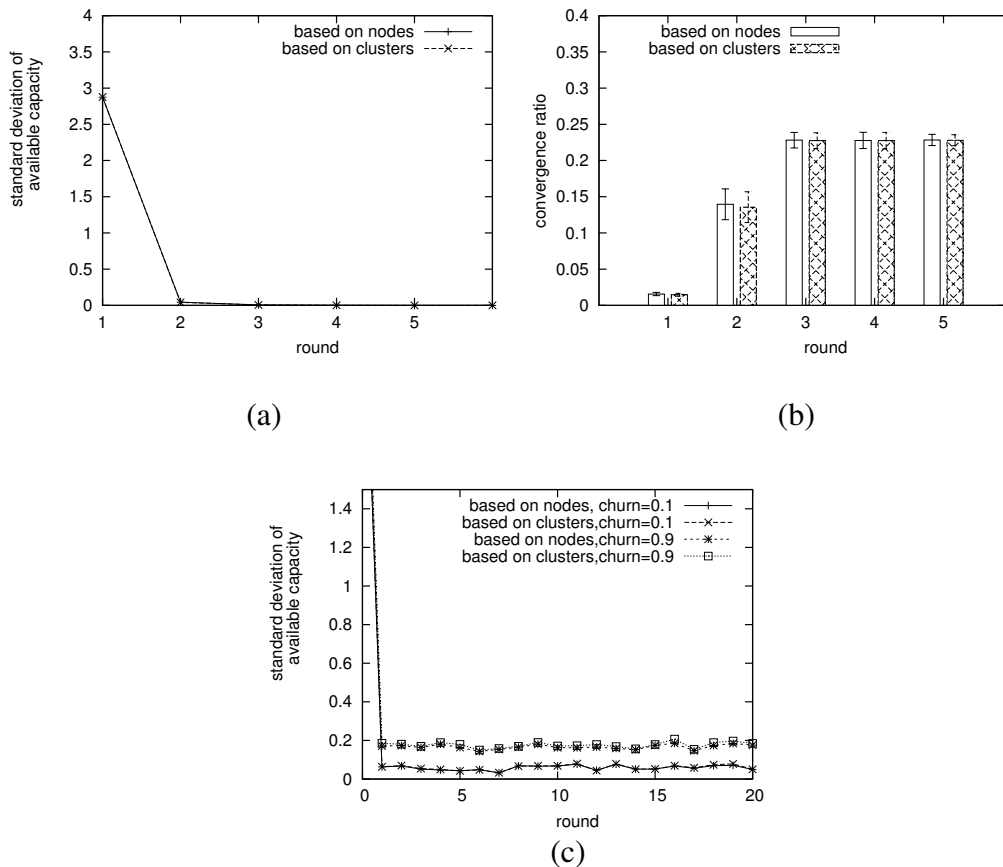 standard deviation of
available capacity
4
3.5
3
2.5
2
1.5
1
0.5
0
1
2
3
4
5
round
based on nodes
based on clusters
(a)
convergence ratio
0.4
0.35
0.3
0.25
0.2
0.15
0.1
0.05
0
1
2
3
4
5
round
based on nodes
based on clusters
(b)
standard deviation of
available capacity
1.4
1.2
1
0.8
0.6
0.4
0.2
0
0
5
10
15
20
round
based on nodes, churn=0.1
based on clusters,churn=0.1
based on nodes,churn=0.9
based on clusters,churn=0.9
(c)